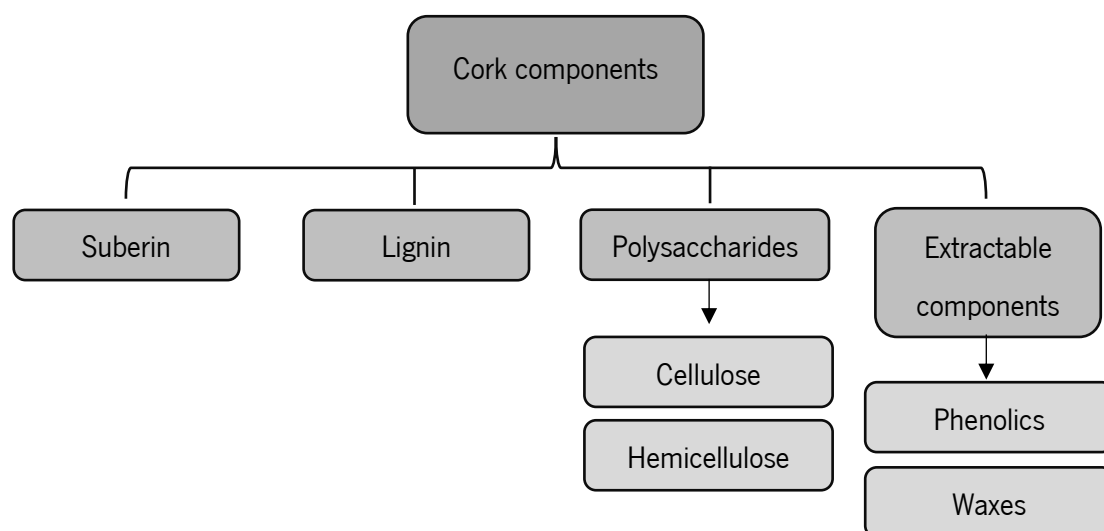 Cork components
Suberin
Lignin
Polysaccharides
Extractable
components
Cellulose
Hemicellulose
Phenolics
Waxes